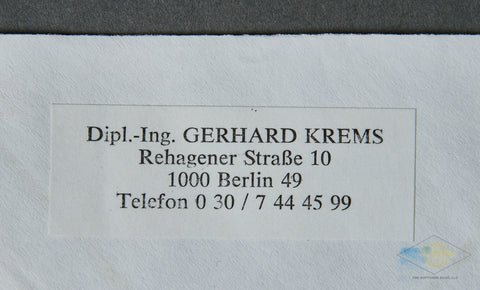 Dipl.-Ing. GERHARD KREMS
Rehagener Straße 10
1000 Berlin 49
Telefon 0 30 / 7 44 45 99